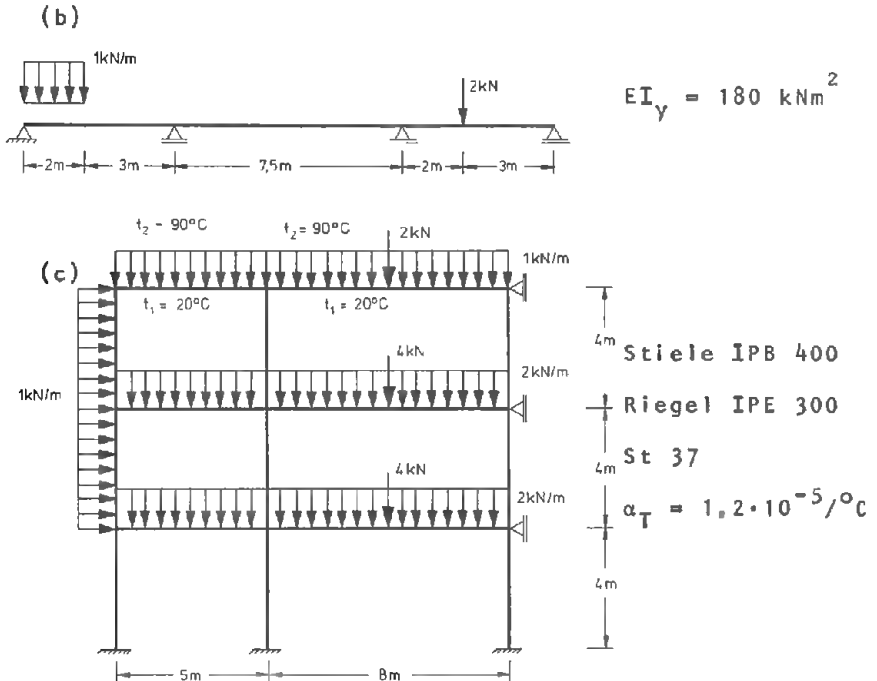 (b)
1kN/m
2kN
EI_y = 180 kNm²
2m 3m 7,5m 2m 3m
t₂ - 90°C t₂ = 90°C 2kN
(c) 1kN/m
t₁ = 20°C t₁ = 20°C
4m
Stiele IPB 400
4kN 2kN/m
1kN/m
Riegel IPE 300
4m St 37
4kN 2kN/m
α_T = 1,2·10⁻⁵/°C
4m
5m 8m